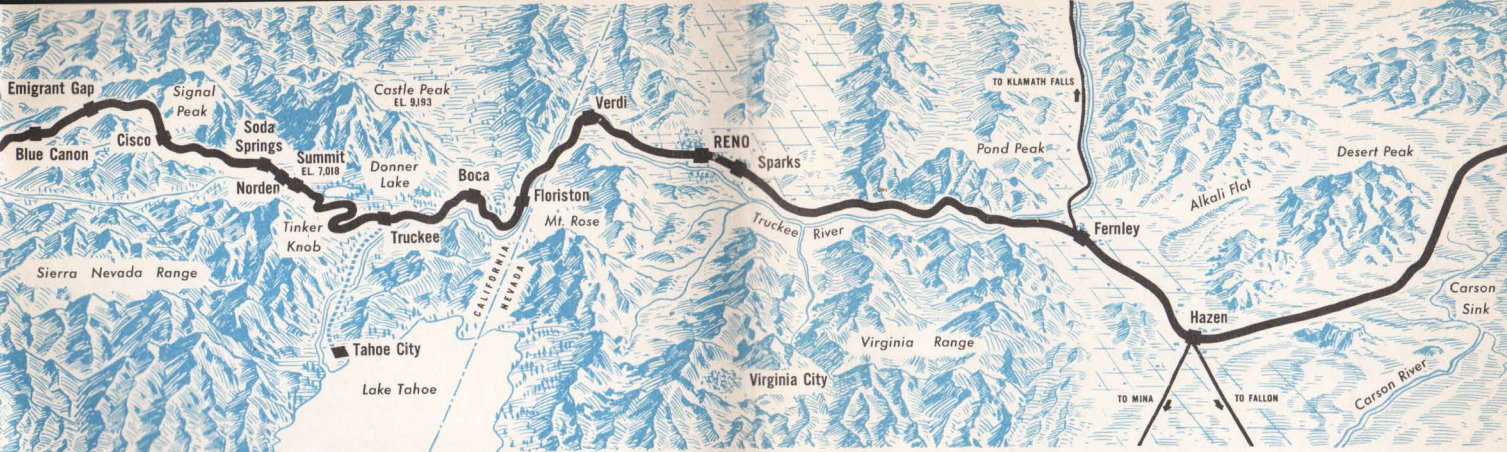 Emigrant Gap
Signal
Peak
Castle Peak
EL. 9,193
Verdi
TO KLAMATH FALLS
Blue Canon
Cisco
Soda
Springs
Summit
EL. 7,018
Norden
Donner
Lake
Boca
Floriston
RENO
Sparks
Pond Peak
Desert Peak
Alkali Flat
Tinker
Knob
Truckee
Mt. Rose
Truckee River
Fernley
Sierra Nevada Range
CALIFORNIA
NEVADA
Carson
Sink
Hazen
Tahoe City
Lake Tahoe
Virginia Range
Virginia City
TO MINA
TO FALLON
Carson River